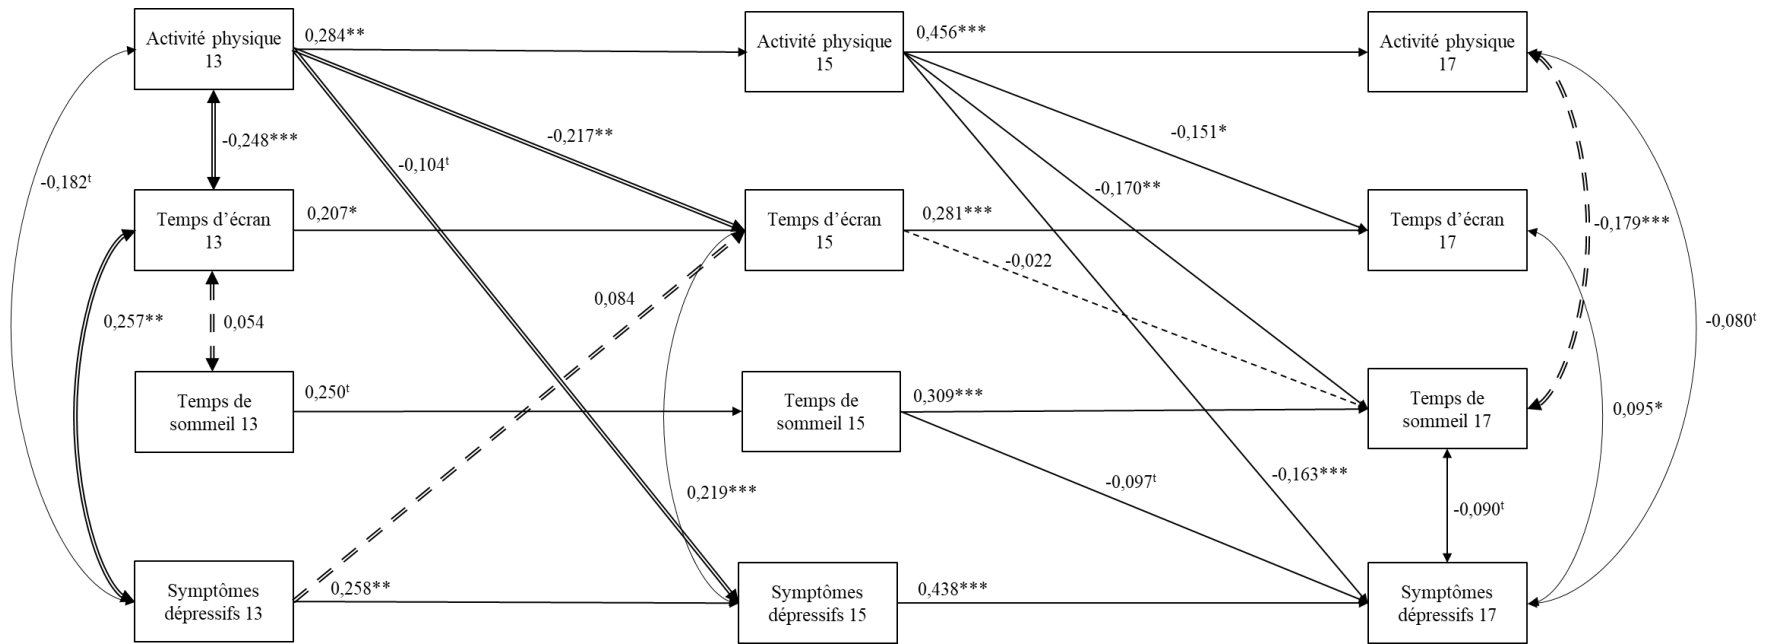 Activité physique
13
0,284**
Activité physique
15
0,456***
Activité physique
17
-0,248***
-0,217**
-0,104ᵗ
-0,182ᵗ
-0,151*
-0,170**
Temps d'écran
13
0,207*
Temps d'écran
15
0,281***
Temps d'écran
17
-0,179***
-0,022
0,257**
0,054
0,084
-0,080ᵗ
Temps de
sommeil 13
0,250ᵗ
Temps de
sommeil 15
0,309***
Temps de
sommeil 17
0,095*
0,219***
-0,097ᵗ
-0,163***
-0,090ᵗ
Symptômes
dépressifs 13
0,258**
Symptômes
dépressifs 15
0,438***
Symptômes
dépressifs 17